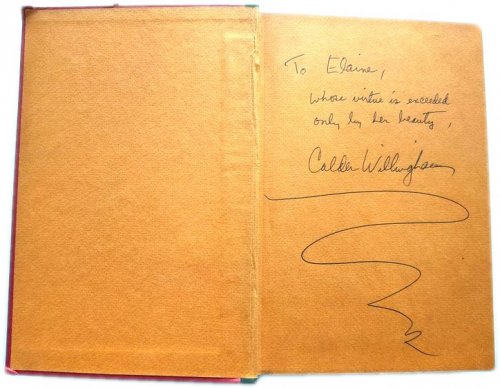 To Elaine,
whose virtue is exceeded
only by her beauty,
Calder Willingham